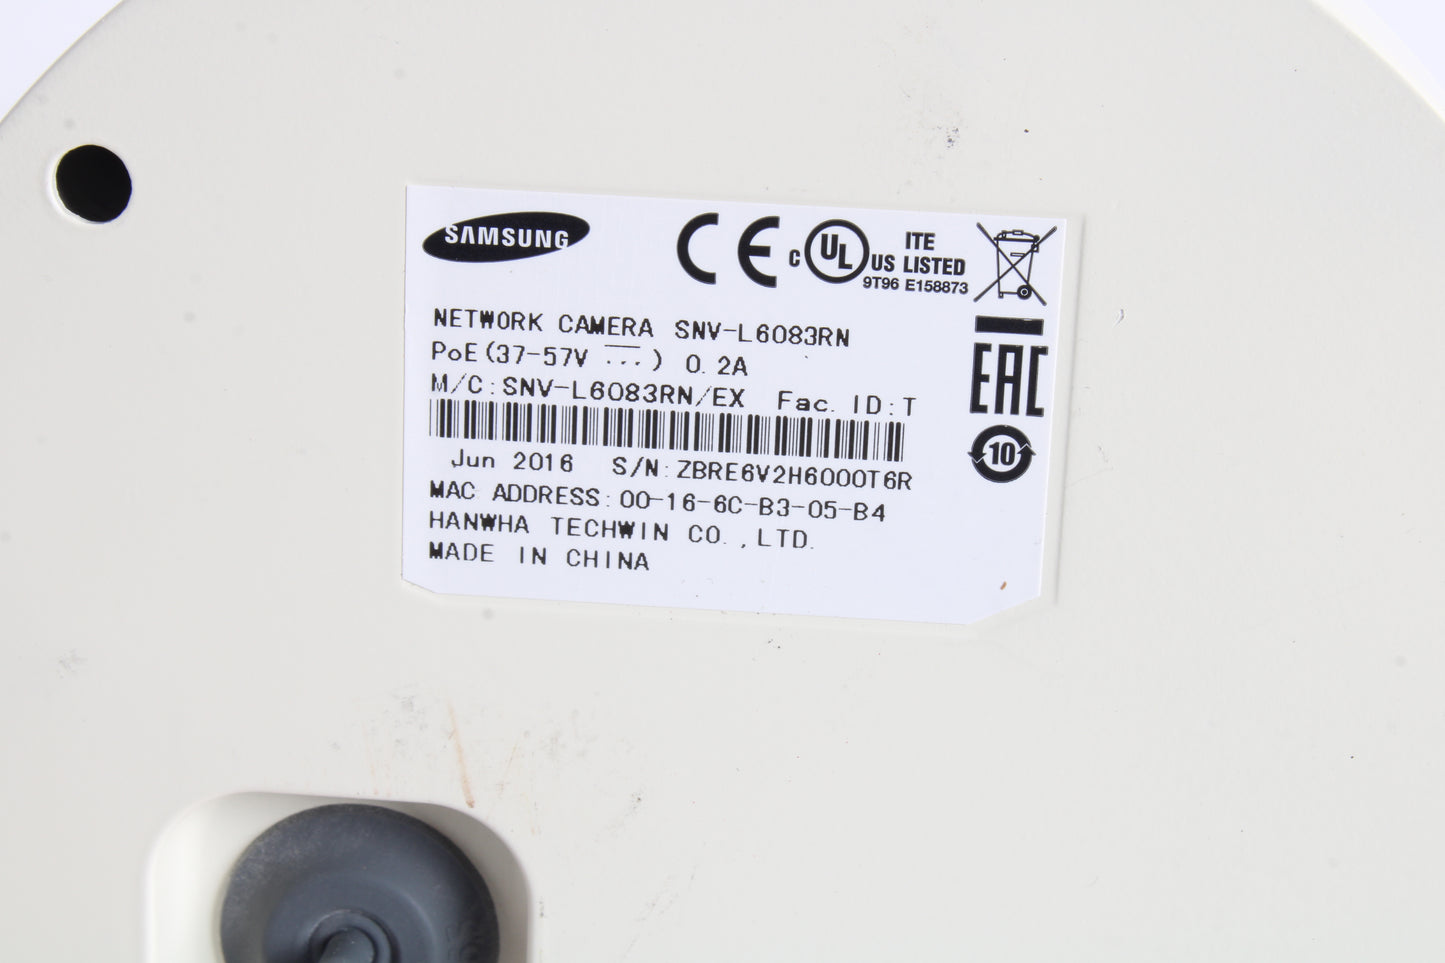 SAMSUNG
CE
C UL US
ITE
LISTED
9T96 E158873
NETWORK CAMERA SNV-L6083RN
PoE(37-57V ⎓) 0.2A
M/C:SNV-L6083RN/EX Fac. ID:T
EAC
10
Jun 2016 S/N:ZBRE6V2H6000T6R
MAC ADDRESS:00-16-6C-B3-05-B4
HANWHA TECHWIN CO.,LTD.
MADE IN CHINA